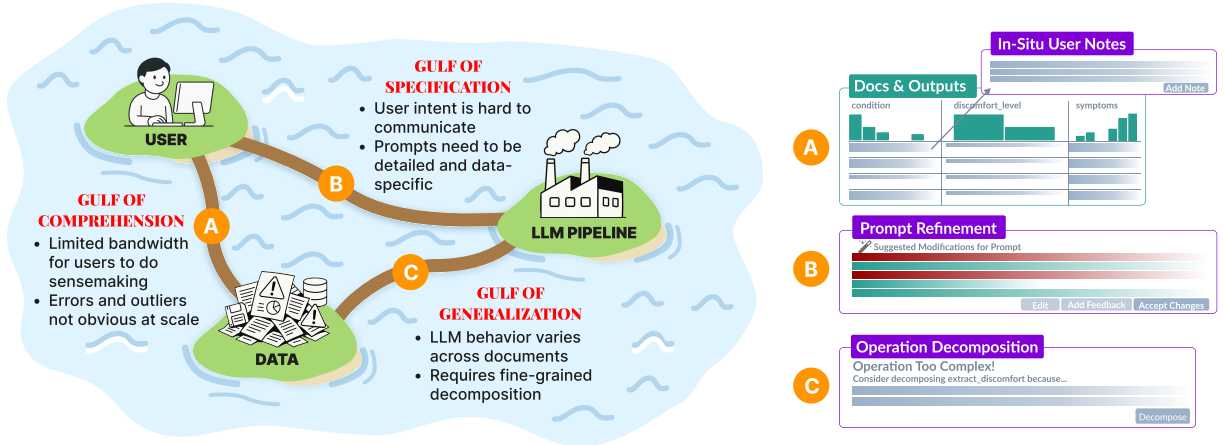 GULF OF
SPECIFICATION
• User intent is hard to
communicate
• Prompts need to be
detailed and data-
specific
USER
B
GULF OF
COMPREHENSION
• Limited bandwidth
for users to do
sensemaking
• Errors and outliers
not obvious at scale
A
LLM PIPELINE
C
GULF OF
GENERALIZATION
• LLM behavior varies
across documents
• Requires fine-grained
decomposition
DATA
In-Situ User Notes
Add Note
Docs & Outputs
condition
discomfort_level
symptoms
A
Prompt Refinement
Suggested Modifications for Prompt
B
Edit
Add Feedback
Accept Changes
Operation Decomposition
Operation Too Complex!
Consider decomposing extract_discomfort because...
C
Decompose